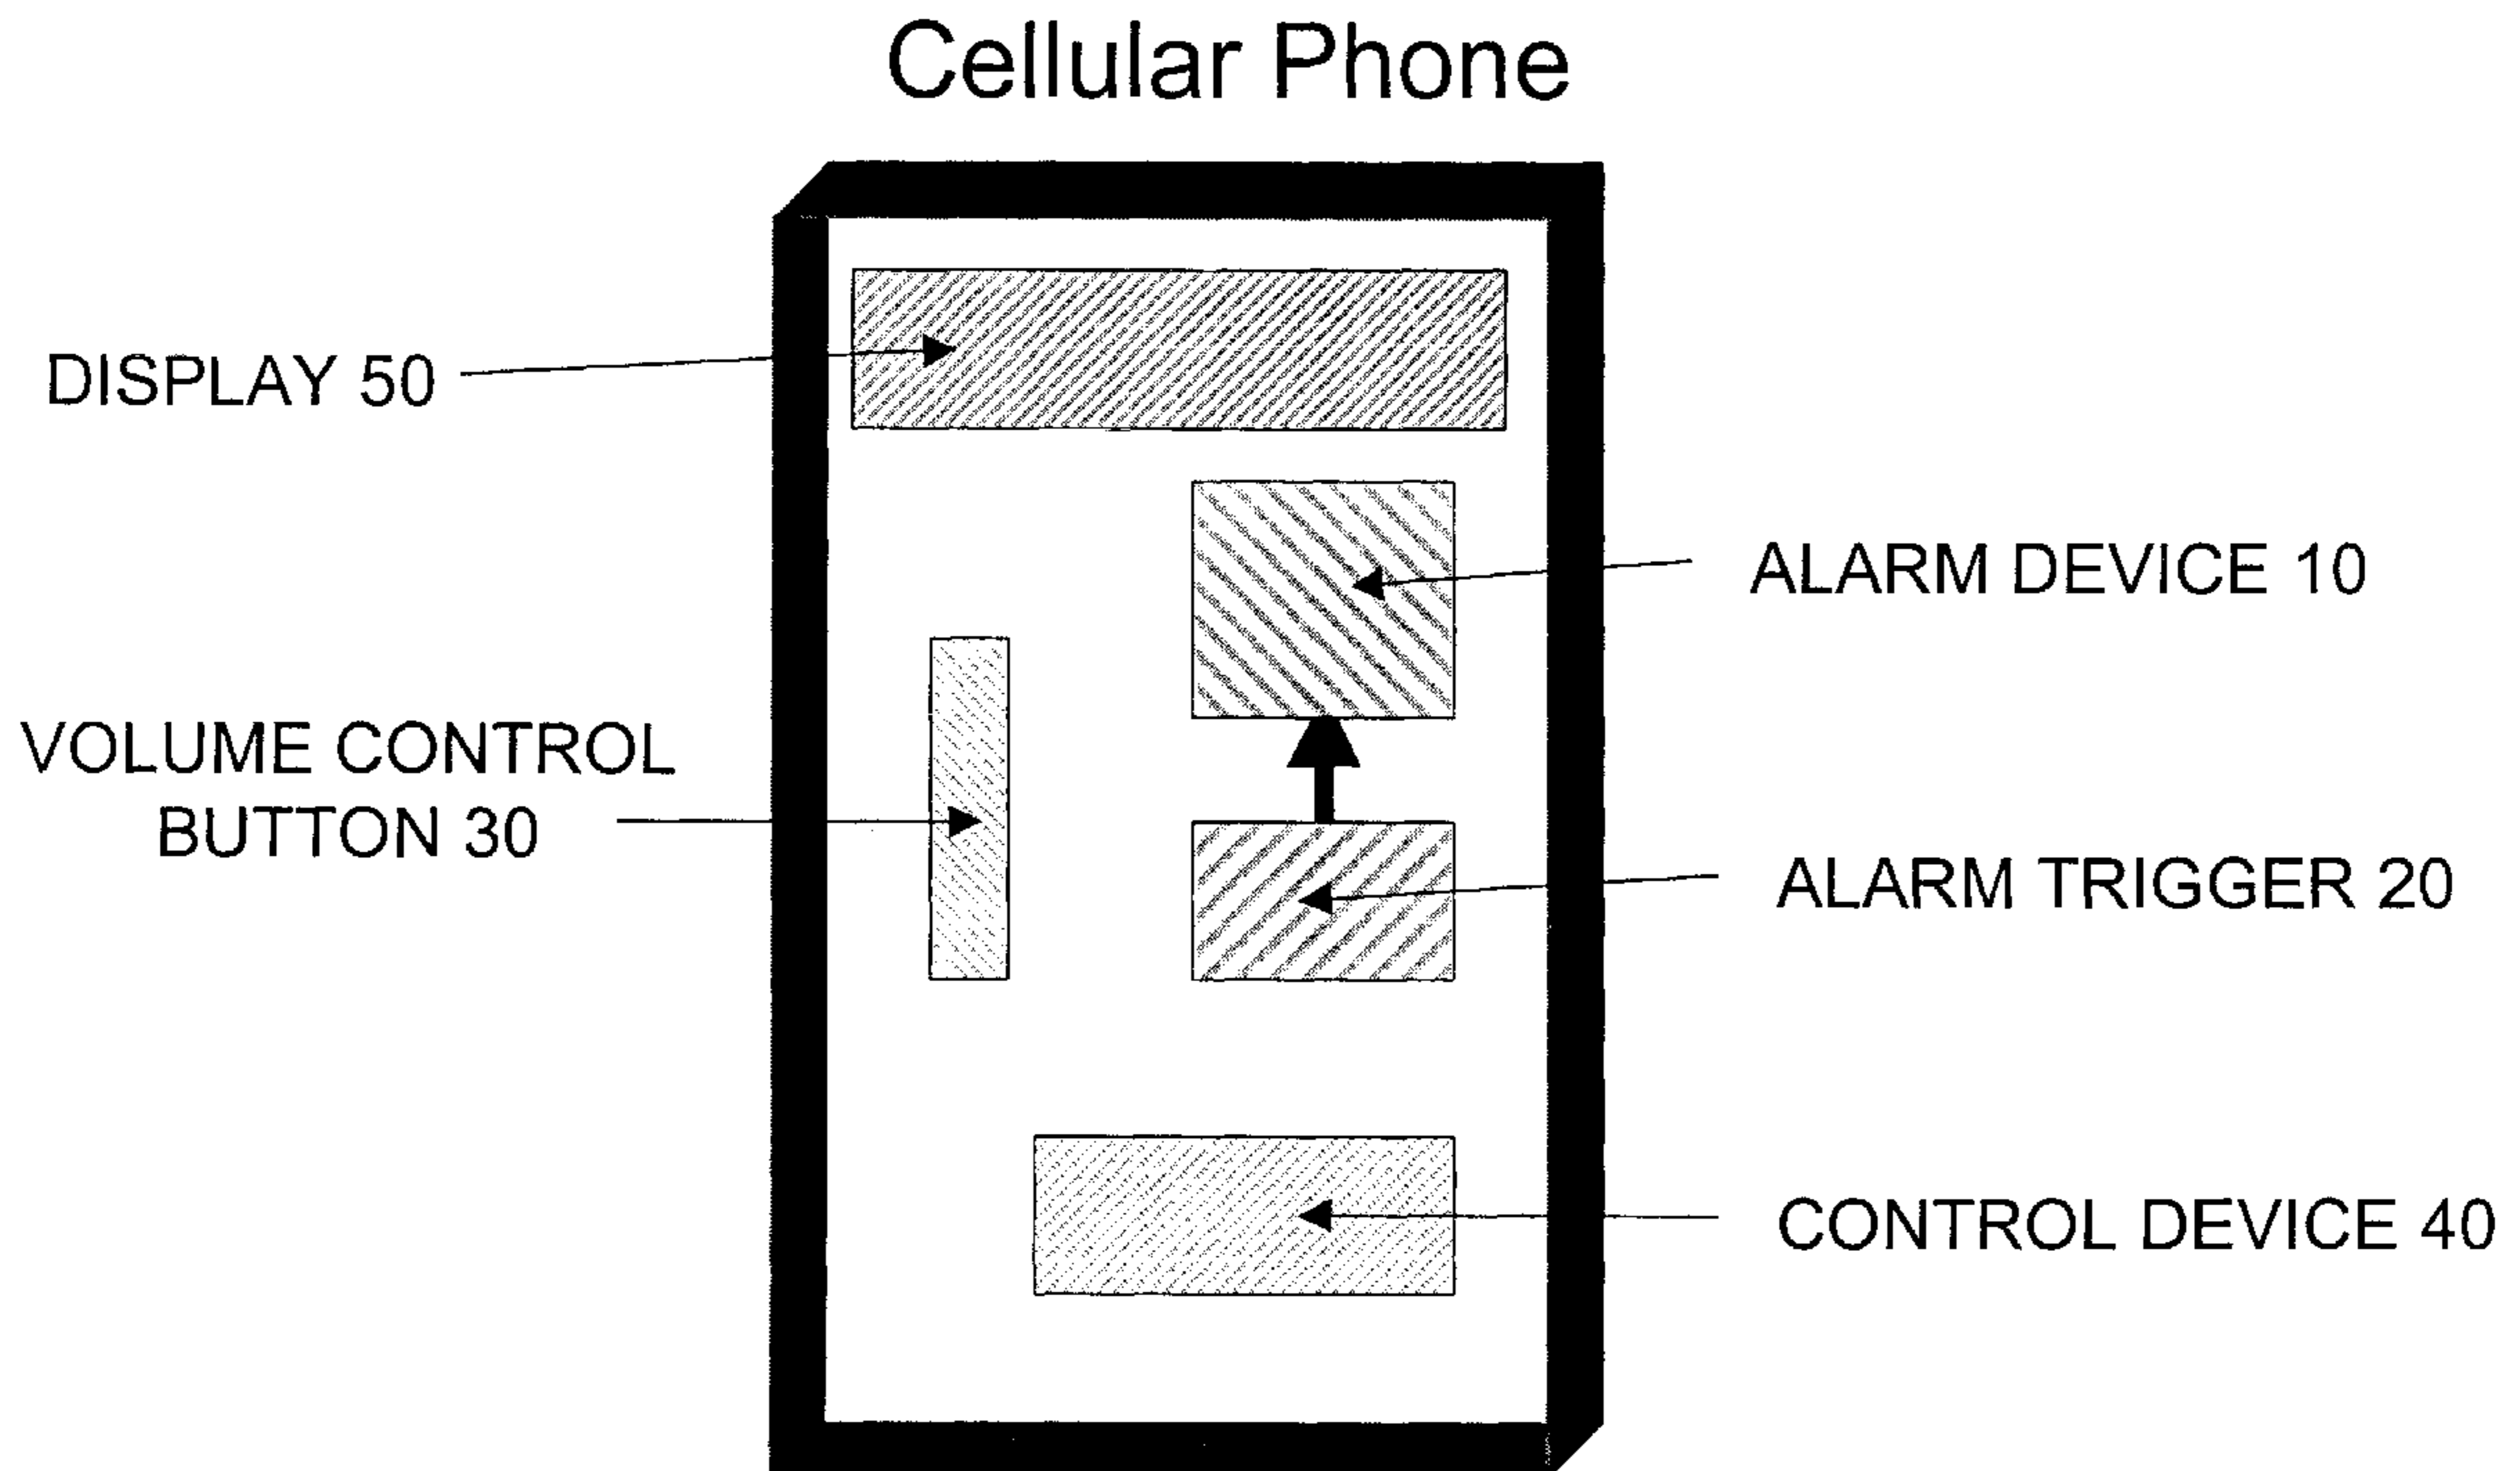 Cellular Phone
DISPLAY 50
ALARM DEVICE 10
VOLUME CONTROL
BUTTON 30
ALARM TRIGGER 20
CONTROL DEVICE 40